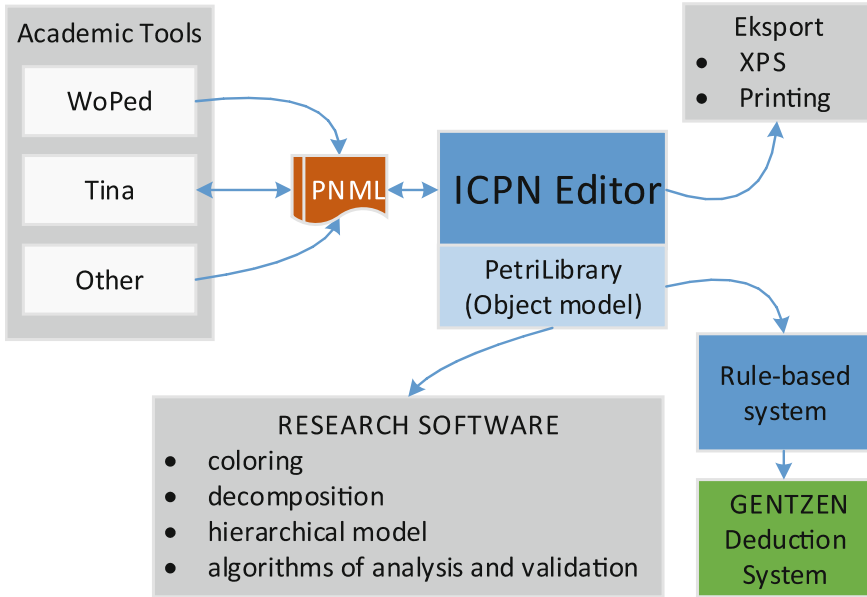 Academic Tools
WoPed
Tina
Other
PNML
ICPN Editor
PetriLibrary
(Object model)
Eksport
• XPS
• Printing
Rule-based
system
GENTZEN
Deduction
System
RESEARCH SOFTWARE
• coloring
• decomposition
• hierarchical model
• algorithms of analysis and validation